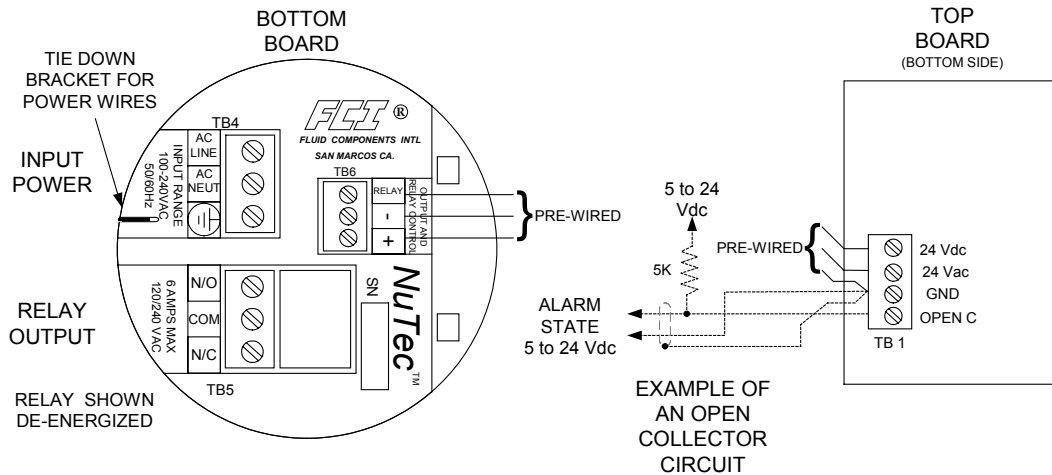 BOTTOM
BOARD
TIE DOWN
BRACKET FOR
POWER WIRES
INPUT
POWER
TB4
AC
LINE
AC
NEUT
INPUT RANGE
100-240VAC
50/60Hz
FCI ®
FLUID COMPONENTS INTL
SAN MARCOS CA.
TB6
RELAY
-
+
OUTPUT AND
RELAY CONTROL
PRE-WIRED
RELAY
OUTPUT
6 AMPS MAX
120/240 VAC
N/O
COM
N/C
TB5
SN
NuTec™
RELAY SHOWN
DE-ENERGIZED
5 to 24
Vdc
5K
ALARM
STATE
5 to 24 Vdc
EXAMPLE OF
AN OPEN
COLLECTOR
CIRCUIT
TOP
BOARD
(BOTTOM SIDE)
PRE-WIRED
24 Vdc
24 Vac
GND
OPEN C
TB 1